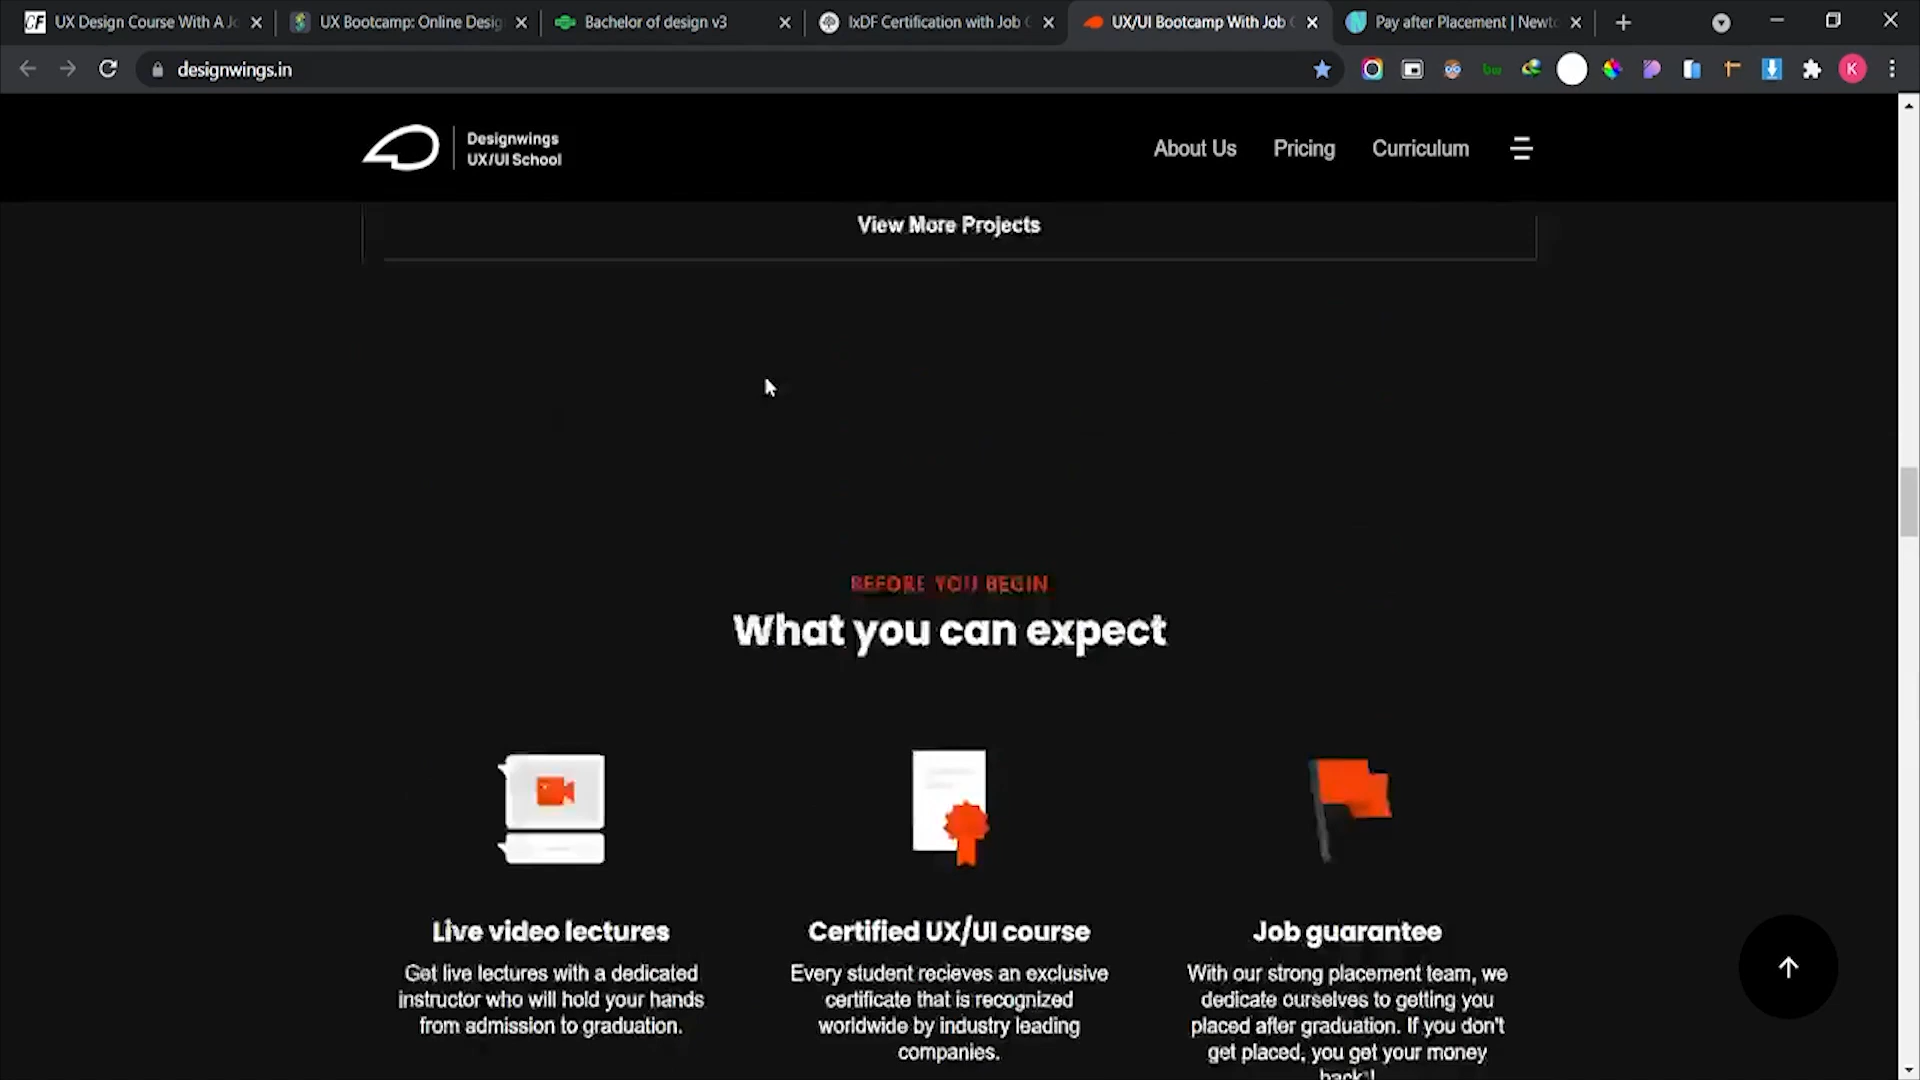 UX Design Course With A Jo
UX Bootcamp: Online Desig
Bachelor of design v3
IxDF Certification with Job G
UX/UI Bootcamp With Job G
Pay after Placement | Newto
designwings.in
K
Designwings
UX/UI School
About Us
Pricing
Curriculum
View More Projects
BEFORE YOU BEGIN
What you can expect
Live video lectures
Get live lectures with a dedicated
instructor who will hold your hands
from admission to graduation.
Certified UX/UI course
Every student recieves an exclusive
certificate that is recognized
worldwide by industry leading
companies.
Job guarantee
With our strong placement team, we
dedicate ourselves to getting you
placed after graduation. If you don't
get placed, you get your money